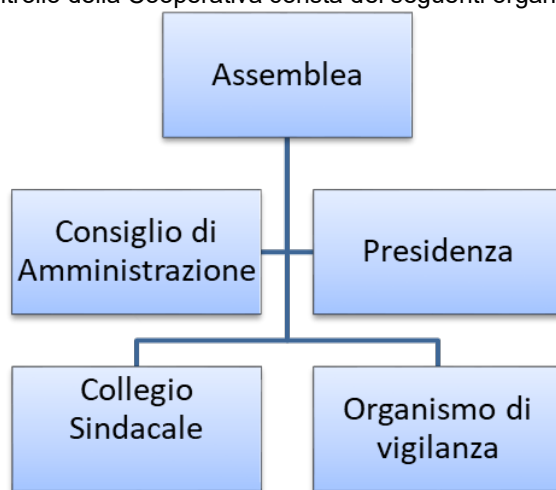 della Cooperativa consta dei seguenti
Assemblea
Consiglio di
Amministrazione
Presidenza
Collegio
Sindacale
Organismo di
vigilanza